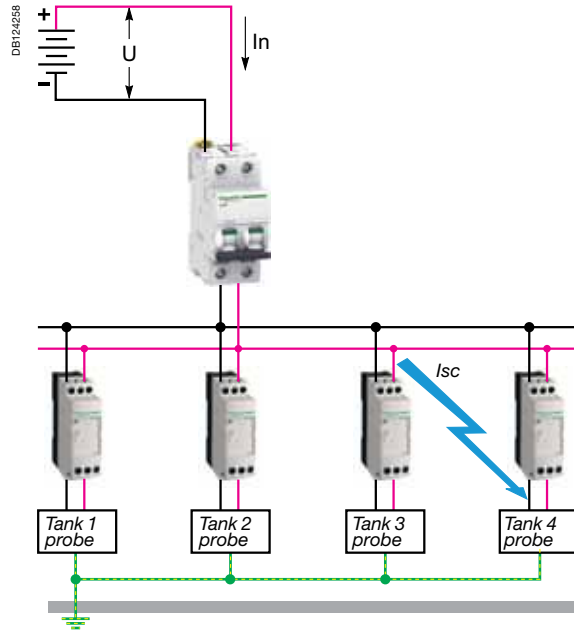 DB124258
+
U
In
-
Isc
Tank 1
probe
Tank 2
probe
Tank 3
probe
Tank 4
probe